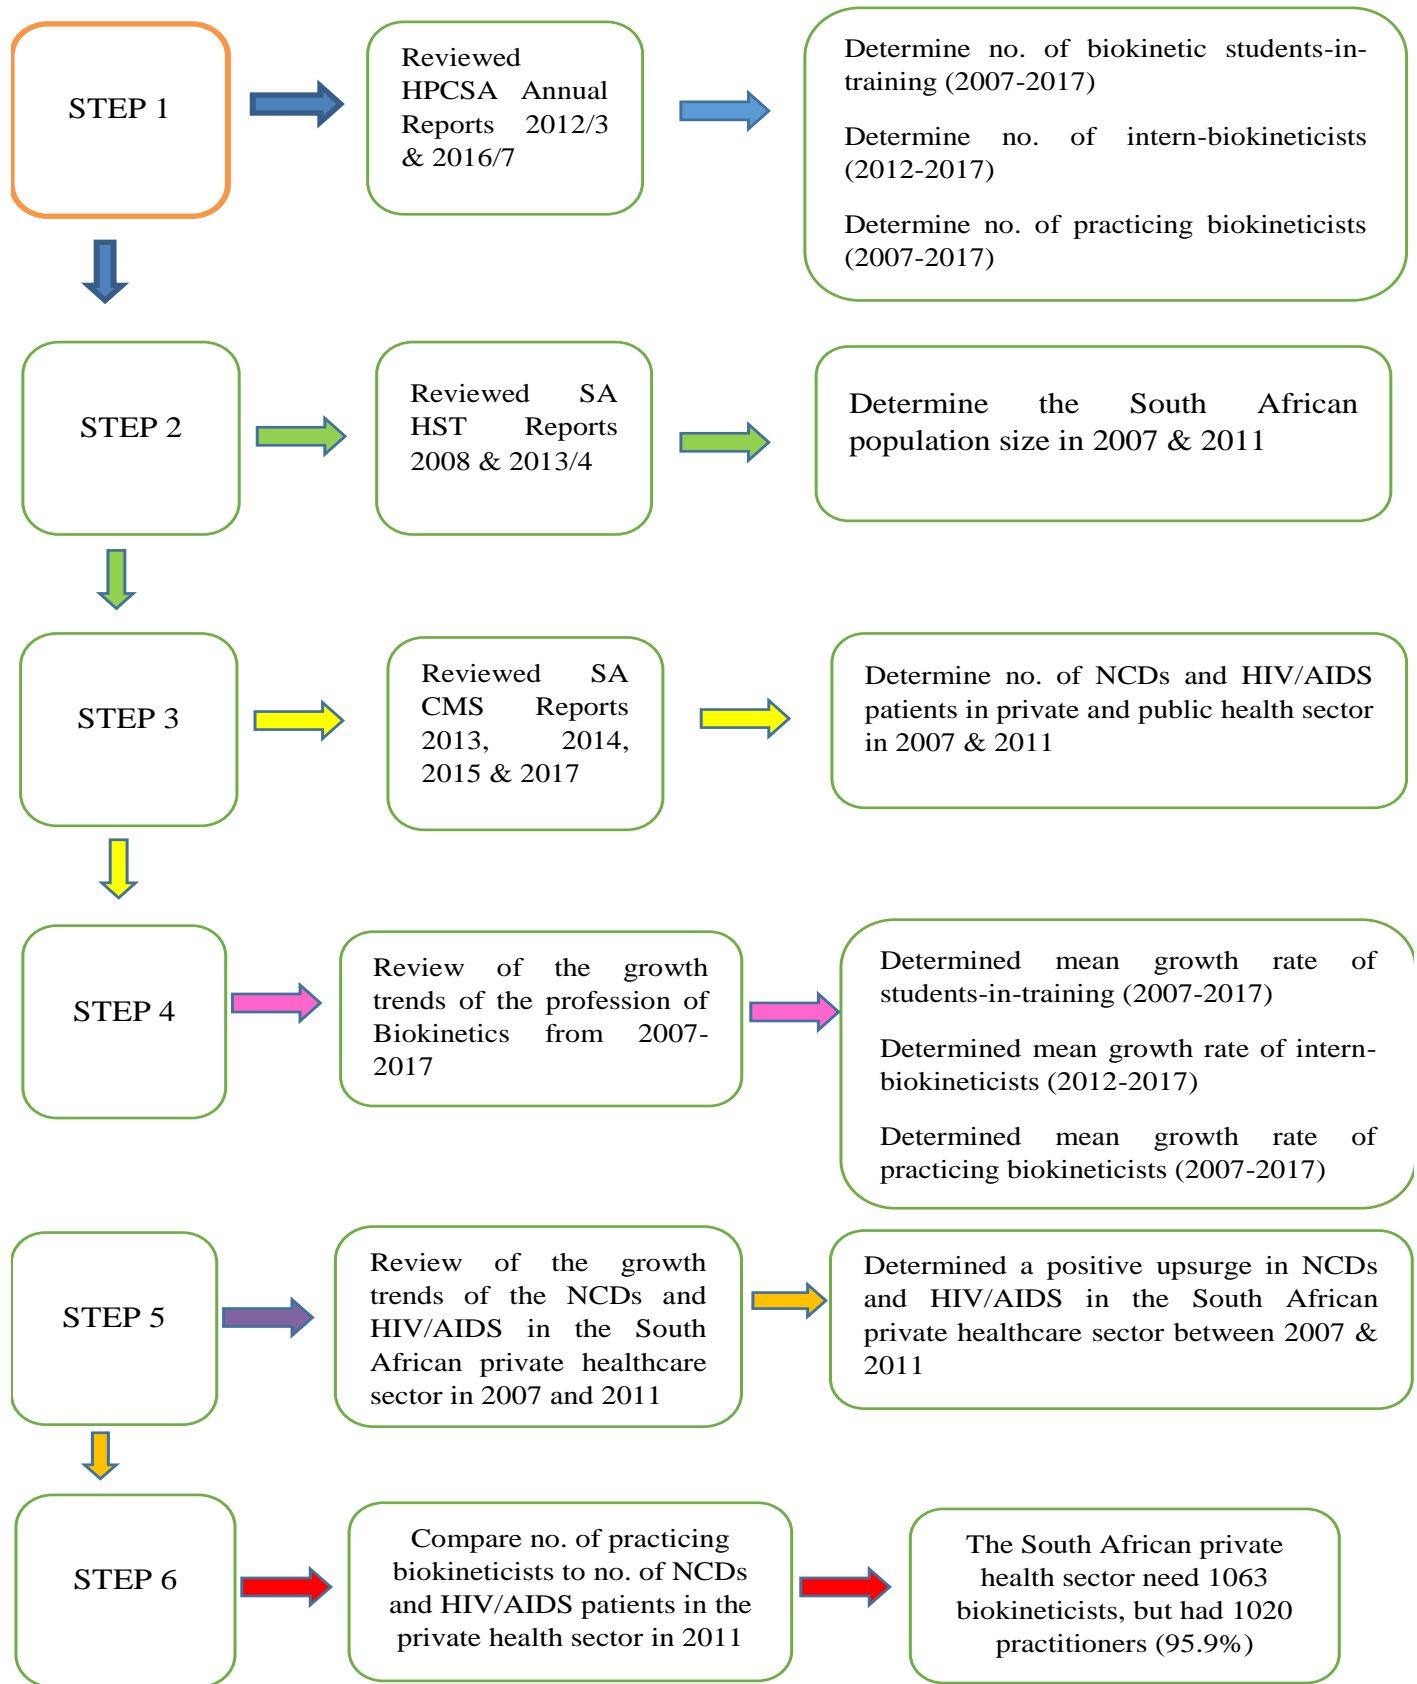 STEP 1
Reviewed
HPCSA Annual
Reports 2012/3
& 2016/7
Determine no. of biokinetic students-in-
training (2007-2017)
Determine no. of intern-biokineticists
(2012-2017)
Determine no. of practicing biokineticists
(2007-2017)
STEP 2
Reviewed SA
HST Reports
2008 & 2013/4
Determine the South African
population size in 2007 & 2011
STEP 3
Reviewed SA
CMS Reports
2013, 2014,
2015 & 2017
Determine no. of NCDs and HIV/AIDS
patients in private and public health sector
in 2007 & 2011
STEP 4
Review of the growth
trends of the profession of
Biokinetics from 2007-
2017
Determined mean growth rate of
students-in-training (2007-2017)
Determined mean growth rate of intern-
biokineticists (2012-2017)
Determined mean growth rate of
practicing biokineticists (2007-2017)
STEP 5
Review of the growth
trends of the NCDs and
HIV/AIDS in the South
African private healthcare
sector in 2007 and 2011
Determined a positive upsurge in NCDs
and HIV/AIDS in the South African
private healthcare sector between 2007 &
2011
STEP 6
Compare no. of practicing
biokineticists to no. of NCDs
and HIV/AIDS patients in the
private health sector in 2011
The South African private
health sector need 1063
biokineticists, but had 1020
practitioners (95.9%)